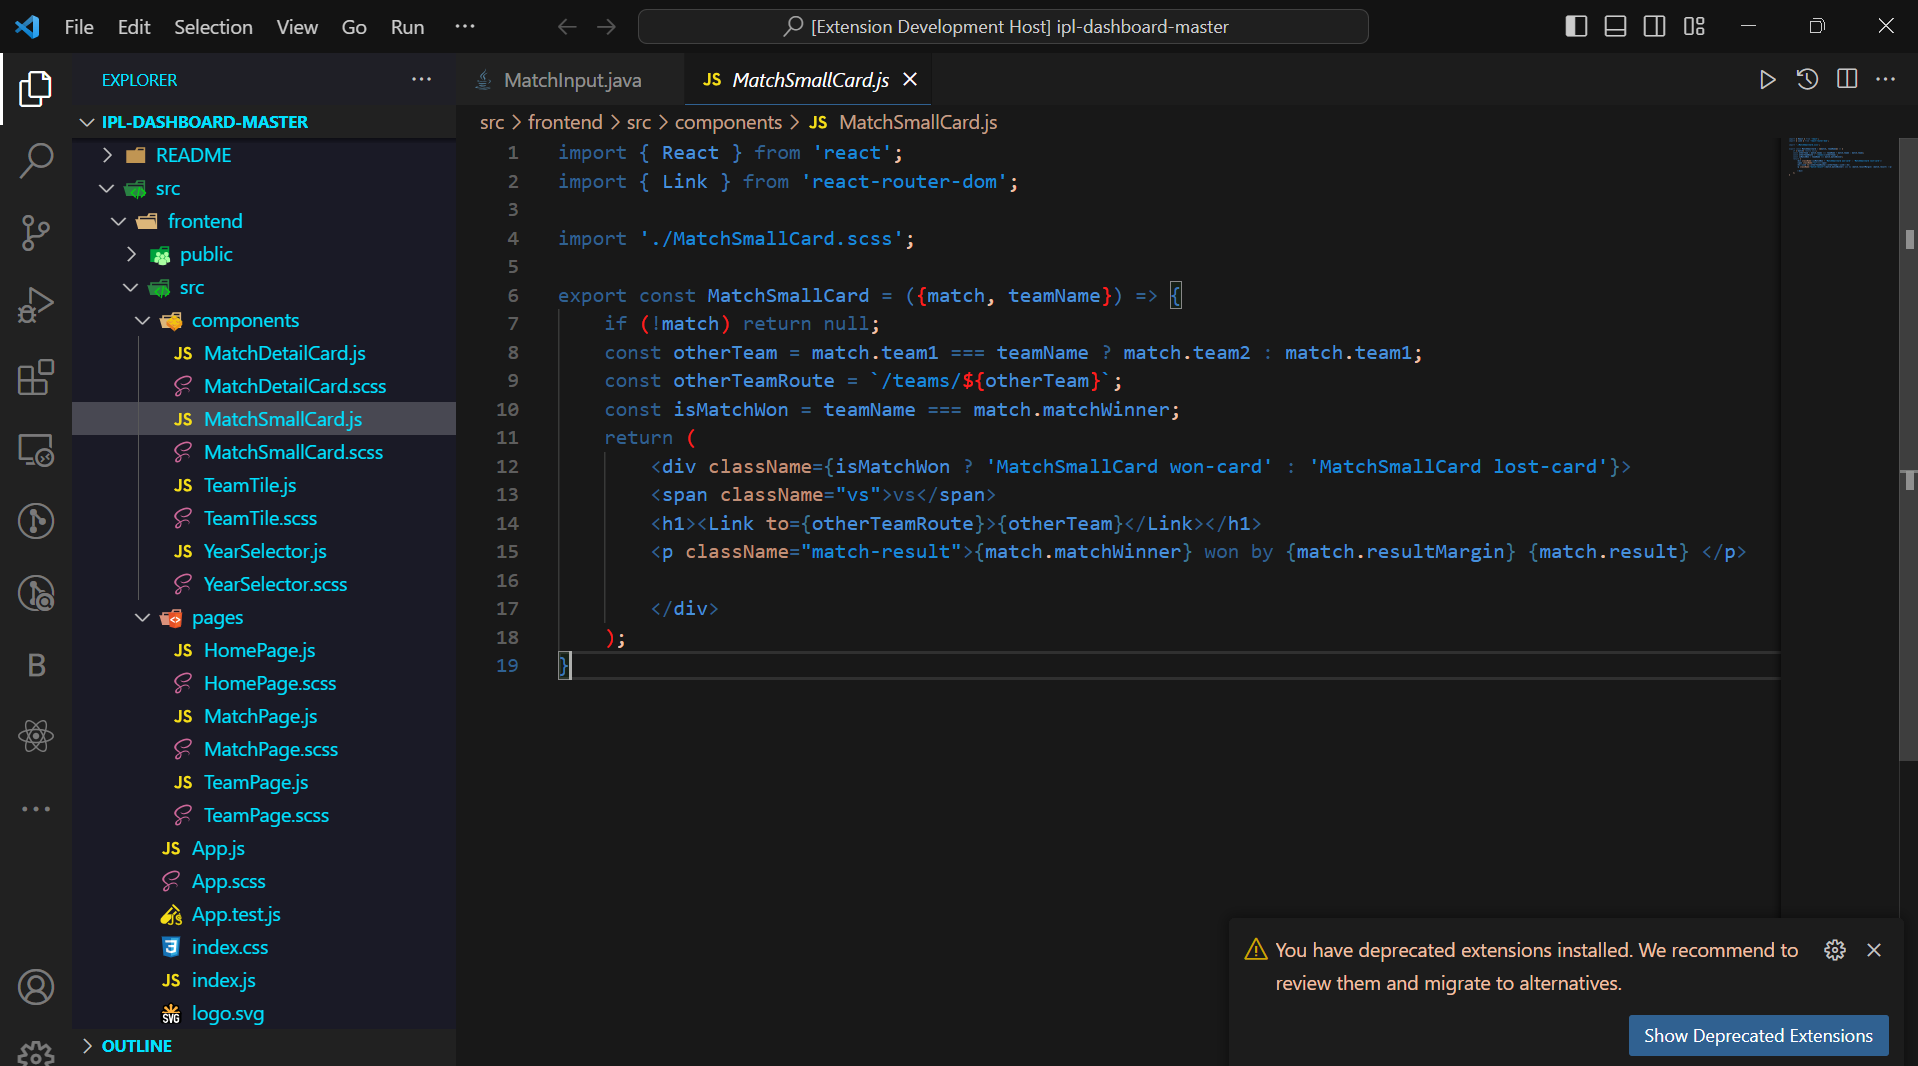 File Edit Selection View Go Run ···
[Extension Development Host] ipl-dashboard-master
EXPLORER
IPL-DASHBOARD-MASTER
README
src
frontend
public
src
components
JS MatchDetailCard.js
MatchDetailCard.scss
JS MatchSmallCard.js
MatchSmallCard.scss
JS TeamTile.js
TeamTile.scss
JS YearSelector.js
YearSelector.scss
pages
JS HomePage.js
HomePage.scss
JS MatchPage.js
MatchPage.scss
JS TeamPage.js
TeamPage.scss
JS App.js
App.scss
App.test.js
index.css
JS index.js
SVG logo.svg
OUTLINE
B
MatchInput.java
JS MatchSmallCard.js
src > frontend > src > components > JS MatchSmallCard.js
1 import { React } from 'react';
2 import { Link } from 'react-router-dom';
3
4 import './MatchSmallCard.scss';
5
6 export const MatchSmallCard = ({match, teamName}) => {
7 if (!match) return null;
8 const otherTeam = match.team1 === teamName ? match.team2 : match.team1;
9 const otherTeamRoute = `/teams/${otherTeam}`;
10 const isMatchWon = teamName === match.matchWinner;
11 return (
12 <div className={isMatchWon ? 'MatchSmallCard won-card' : 'MatchSmallCard lost-card'}>
13 <span className="vs">vs</span>
14 <h1><Link to={otherTeamRoute}>{otherTeam}</Link></h1>
15 <p className="match-result">{match.matchWinner} won by {match.resultMargin} {match.result} </p>
16
17 </div>
18 );
19 }
You have deprecated extensions installed. We recommend to
review them and migrate to alternatives.
Show Deprecated Extensions